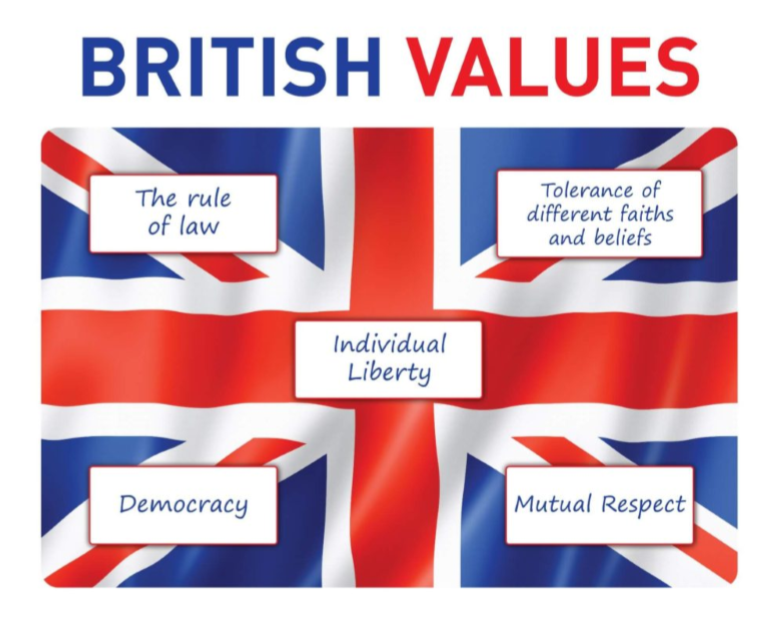 BRITISH VALUES
The rule
of law
Tolerance of
different faiths
and beliefs
Individual
Liberty
Democracy
Mutual Respect